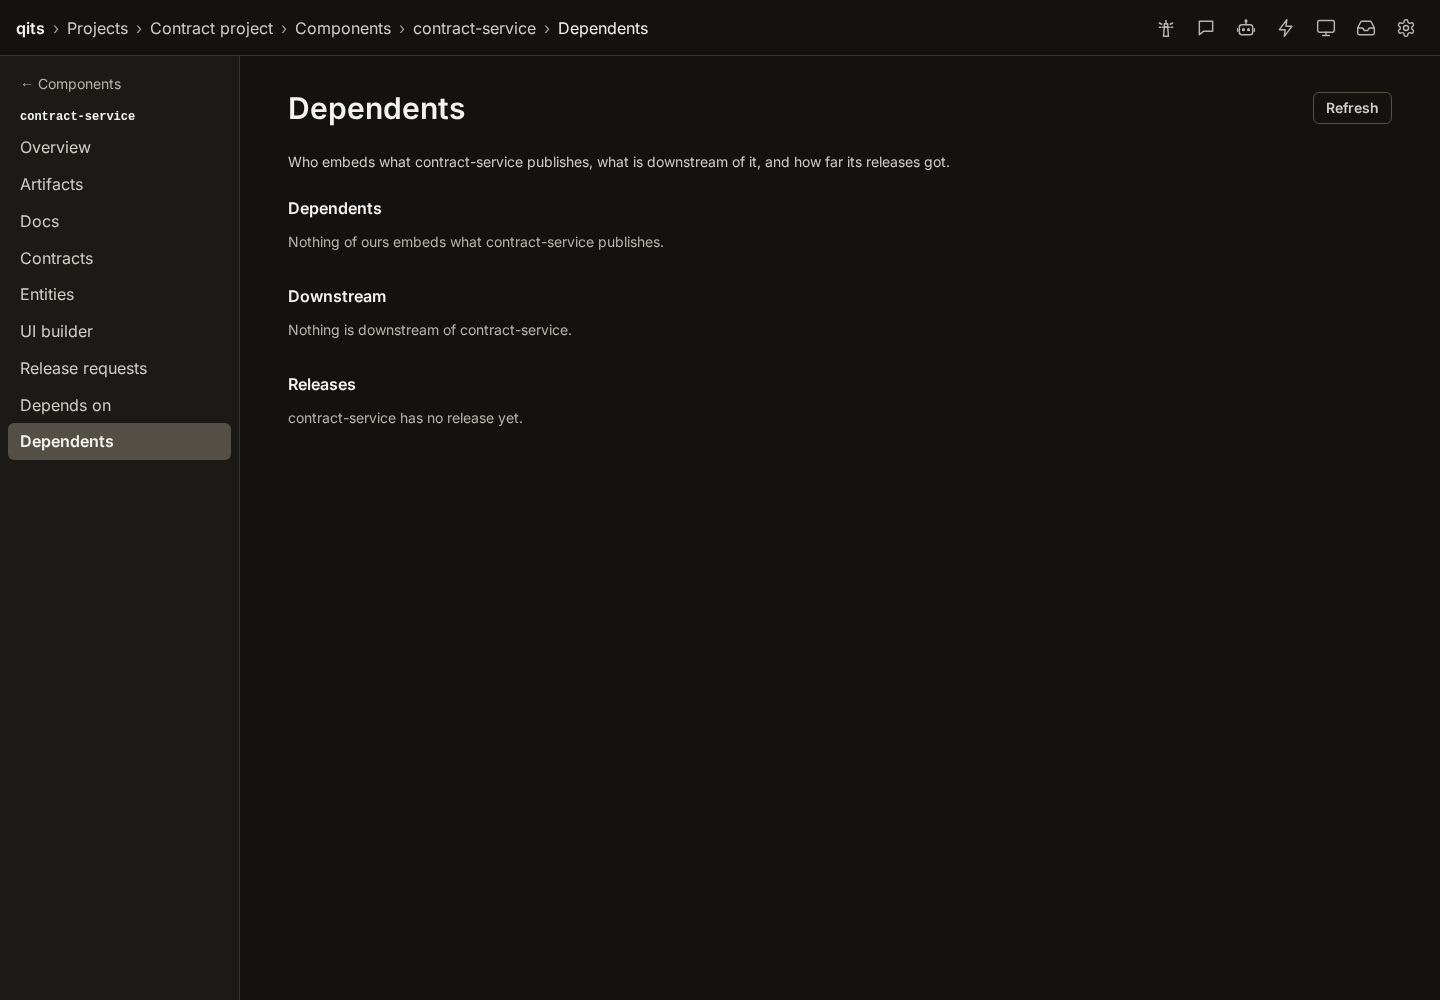 qits › Projects › Contract project › Components › contract-service › Dependents
← Components
contract-service
Overview
Artifacts
Docs
Contracts
Entities
UI builder
Release requests
Depends on
Dependents
Dependents
Refresh
Who embeds what contract-service publishes, what is downstream of it, and how far its releases got.
Dependents
Nothing of ours embeds what contract-service publishes.
Downstream
Nothing is downstream of contract-service.
Releases
contract-service has no release yet.